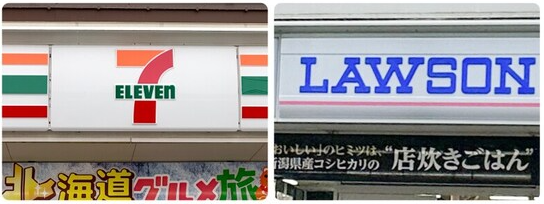 7
ELEVEN
北海道グルメ旅
LAWSON
おいしい」のヒミツは、
新潟県産コシヒカリの
“店炊きごはん”